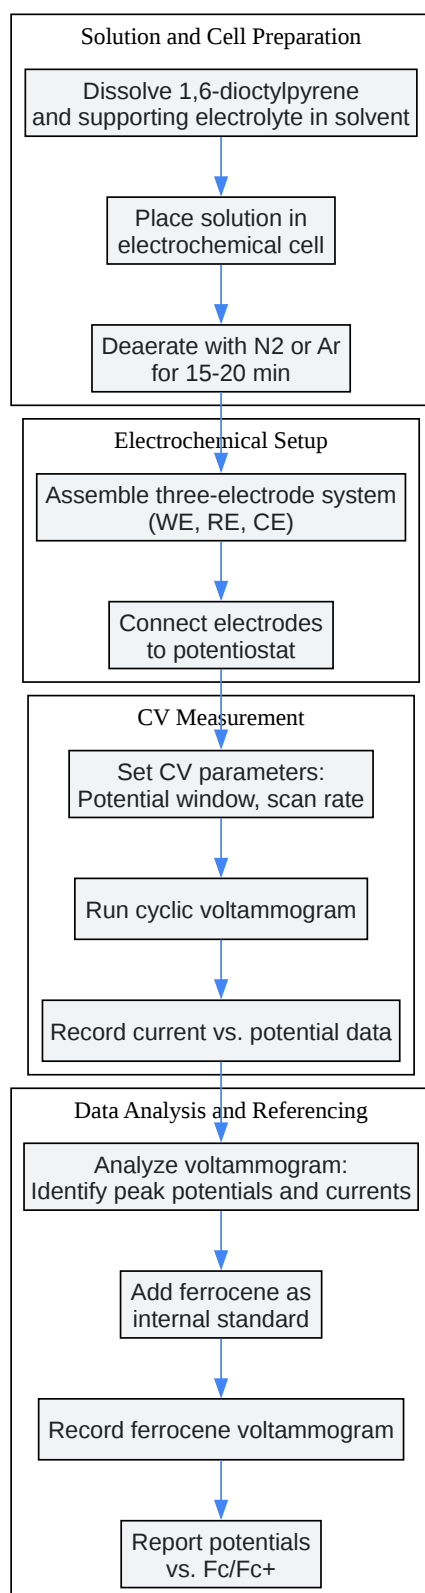 Solution and Cell Preparation
Dissolve 1,6-dioctylpyrene
and supporting electrolyte in solvent
Place solution in
electrochemical cell
Deaerate with N2 or Ar
for 15-20 min
Electrochemical Setup
Assemble three-electrode system
(WE, RE, CE)
Connect electrodes
to potentiostat
CV Measurement
Set CV parameters:
Potential window, scan rate
Run cyclic voltammogram
Record current vs. potential data
Data Analysis and Referencing
Analyze voltammogram:
Identify peak potentials and currents
Add ferrocene as
internal standard
Record ferrocene voltammogram
Report potentials
vs. Fc/Fc+